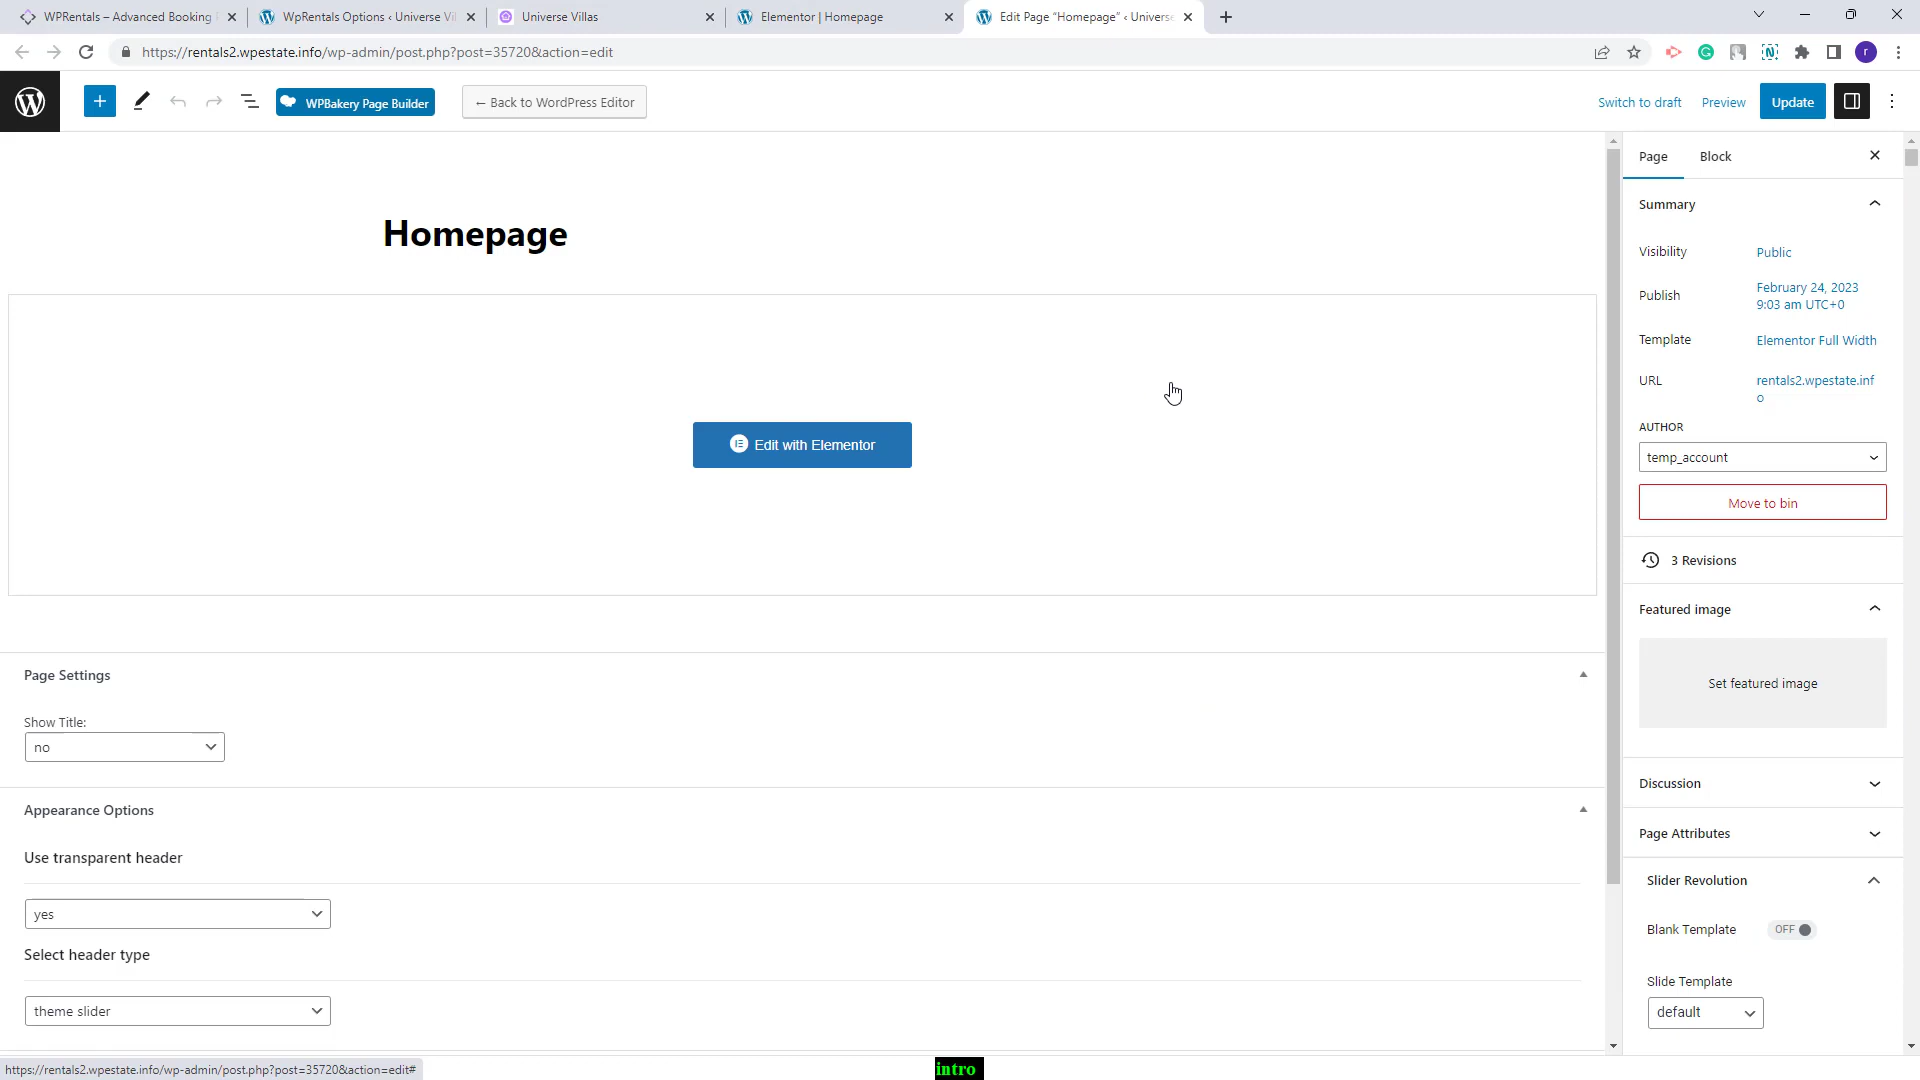 WPRentals – Advanced Booking
WpRentals Options ‹ Universe Vil
Universe Villas
Elementor | Homepage
Edit Page “Homepage” ‹ Universe
https://rentals2.wpestate.info/wp-admin/post.php?post=35720&action=edit
WPBakery Page Builder
← Back to WordPress Editor
Switch to draft
Preview
Update
Homepage
Edit with Elementor
Page Settings
Show Title:
no
Appearance Options
Use transparent header
yes
Select header type
theme slider
Page
Block
Summary
Visibility
Public
Publish
February 24, 2023
9:03 am UTC+0
Template
Elementor Full Width
URL
rentals2.wpestate.inf
o
AUTHOR
temp_account
Move to bin
3 Revisions
Featured image
Set featured image
Discussion
Page Attributes
Slider Revolution
Blank Template
OFF
Slide Template
default
https://rentals2.wpestate.info/wp-admin/post.php?post=35720&action=edit#
intro